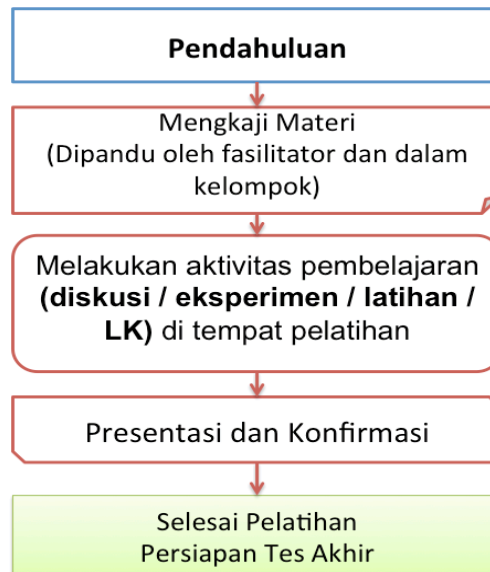 Pendahuluan
Mengkaji Materi
(Dipandu oleh fasilitator dan dalam
kelompok)
Melakukan aktivitas pembelajaran
(diskusi / eksperimen / latihan /
LK) di tempat pelatihan
Presentasi dan Konfirmasi
Selesai Pelatihan
Persiapan Tes Akhir